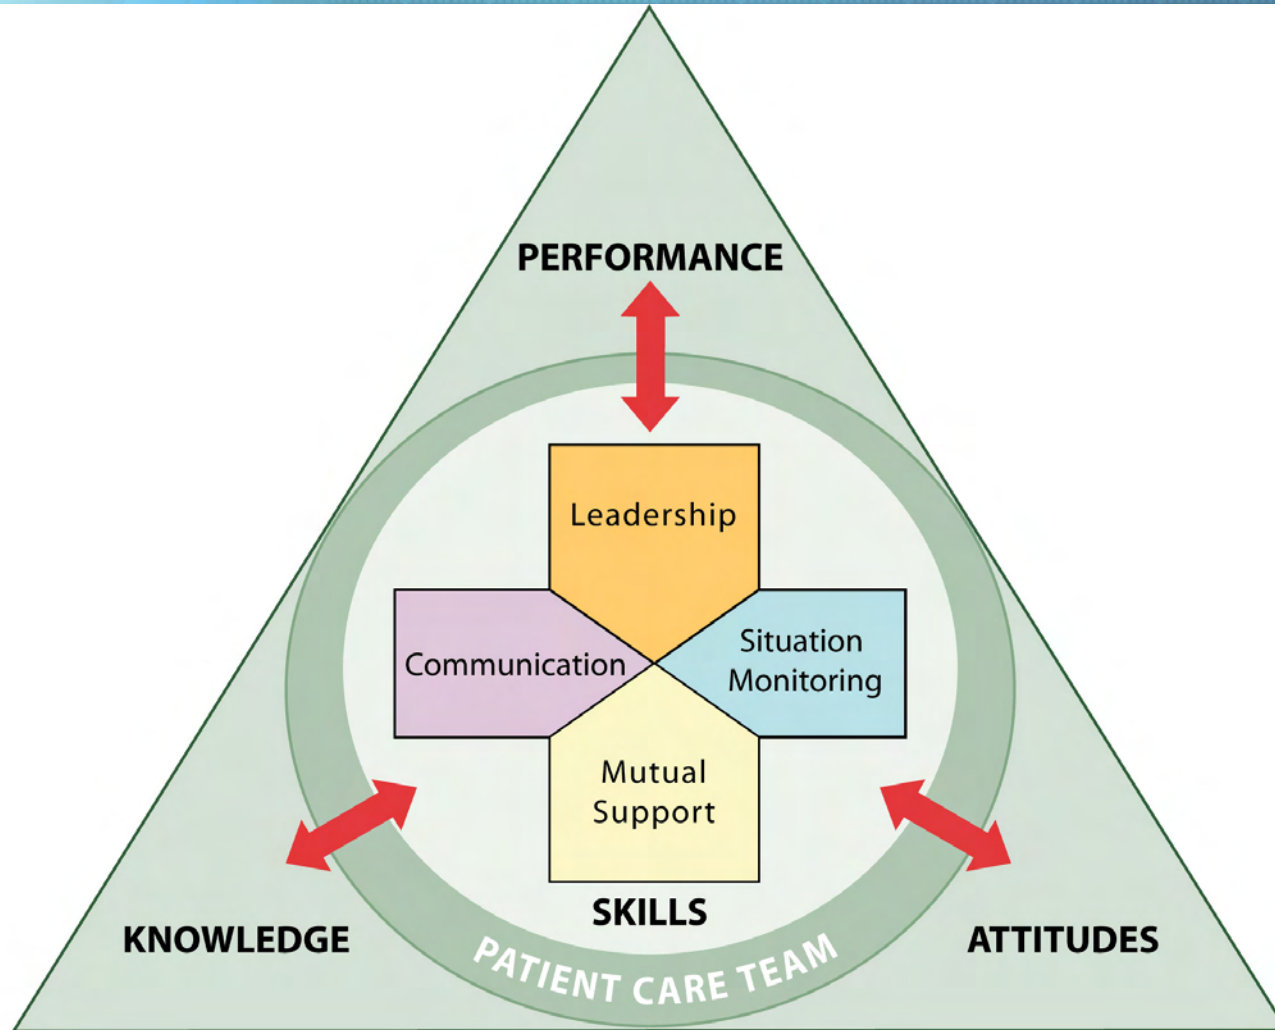 PERFORMANCE
Leadership
Communication
Situation
Monitoring
Mutual
Support
SKILLS
KNOWLEDGE
ATTITUDES
PATIENT CARE TEAM